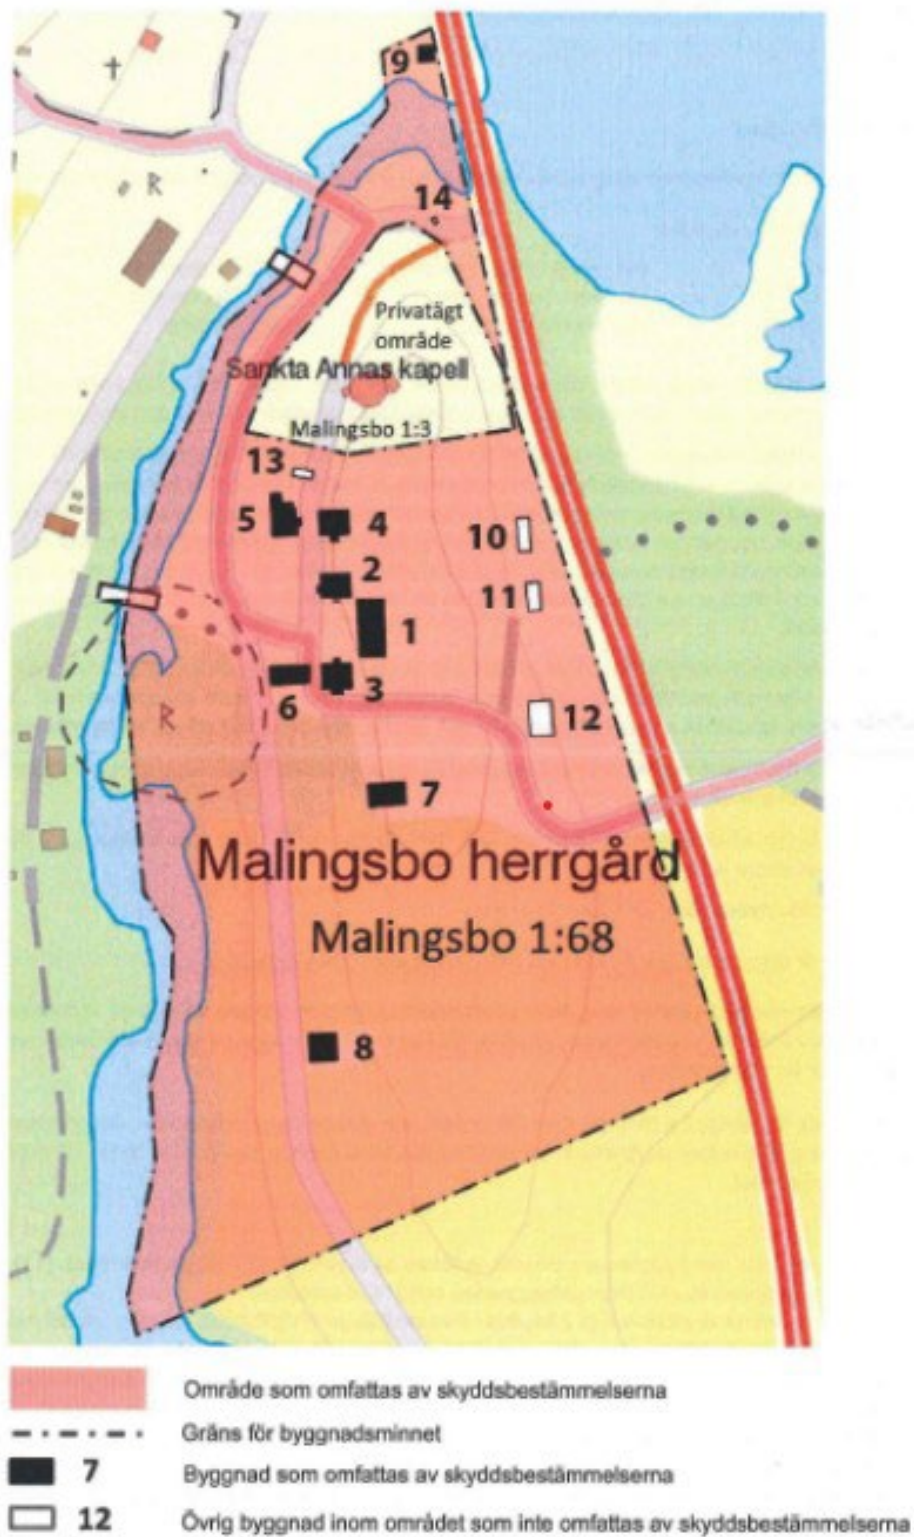 9
R
14
Privatägt
område
Sankta Annas kapell
Malingsbo 1:3
13
5
4
10
2
11
1
3
6
R
12
7
Malingsbo herrgård
Malingsbo 1:68
8
Område som omfattas av skyddsbestämmelserna
Gräns för byggnadsminnet
7 Byggnad som omfattas av skyddsbestämmelserna
12 Övrig byggnad inom området som inte omfattas av skyddsbestämmelserna